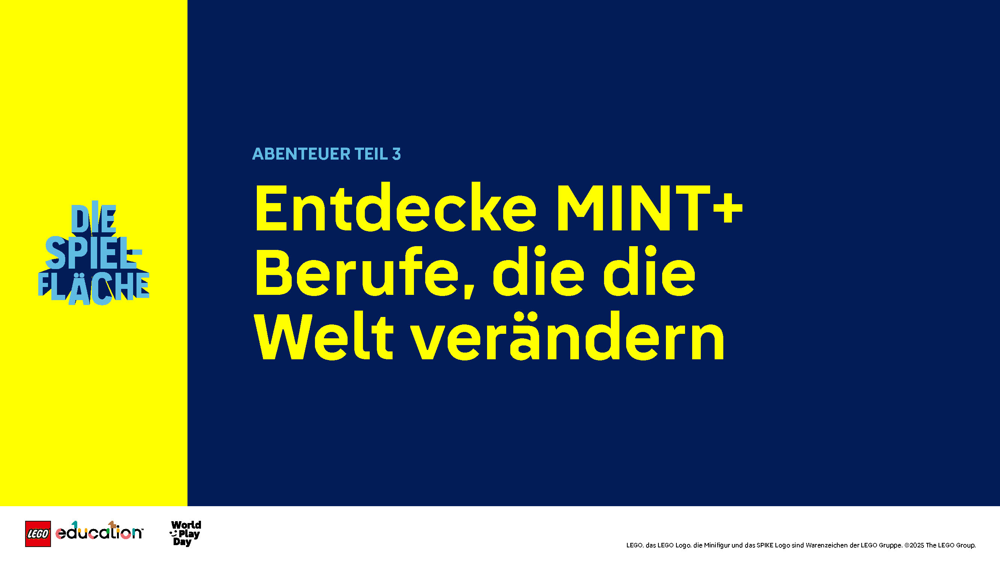 DIE
SPIEL-
FLÄCHE
ABENTEUER TEIL 3
Entdecke MINT+
Berufe, die die
Welt verändern
LEGO education™
World
Play
Day
LEGO, das LEGO Logo, die Minifigur und das SPIKE Logo sind Warenzeichen der LEGO Gruppe. ©2025 The LEGO Group.